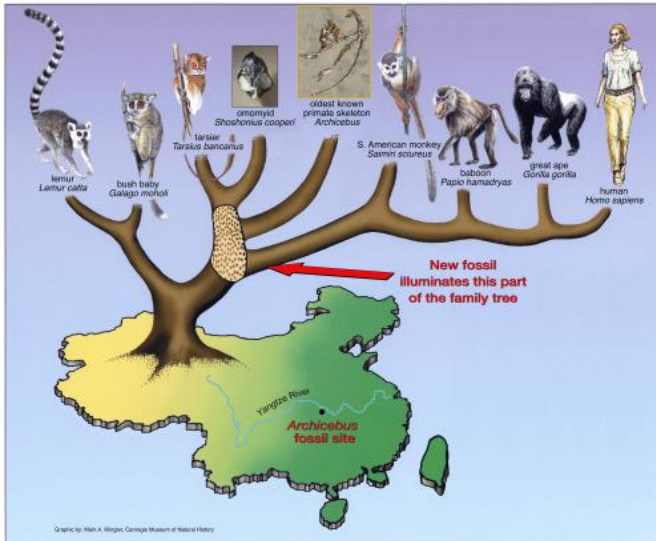 lemur
Lemur catta
bush baby
Galago moholi
tarsier
Tarsius bancanus
omomyid
Shoshonius cooperi
oldest known
primate skeleton
Archicebus
S. American monkey
Saimiri sciureus
baboon
Papio hamadryas
great ape
Gorilla gorilla
human
Homo sapiens
New fossil
illuminates this part
of the family tree
Yangtze River
Archicebus
fossil site
Graphic by: Mark A. Klingler, Carnegie Museum of Natural History